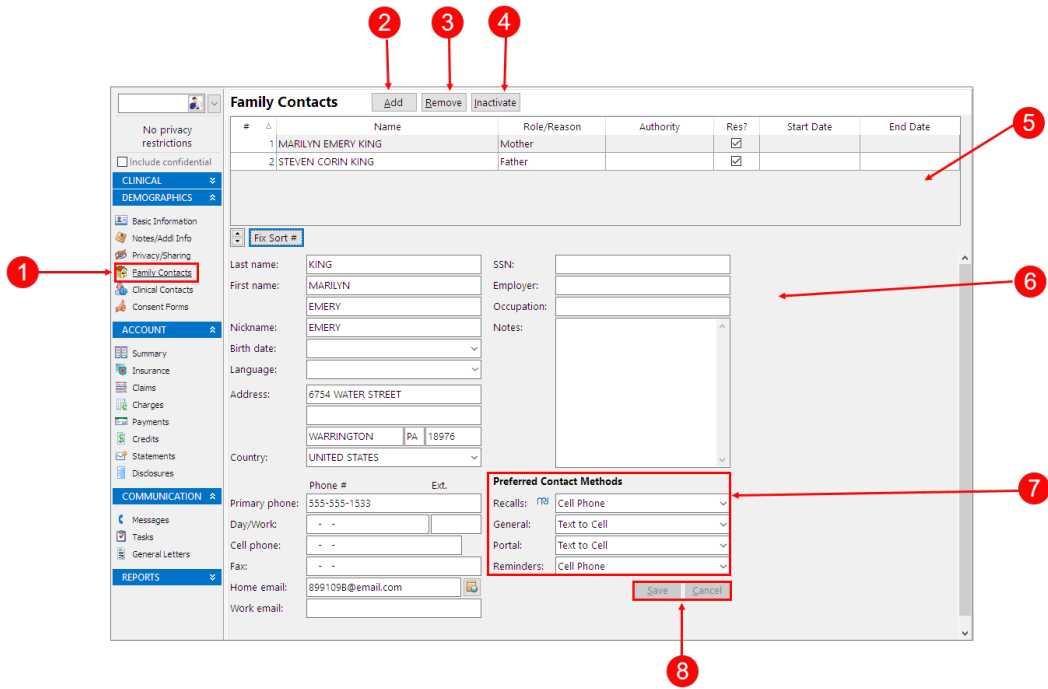 2 3 4
Family Contacts Add Remove Inactivate
No privacy
restrictions
Include confidential
CLINICAL
DEMOGRAPHICS
Basic Information
Notes/Addl Info
Privacy/Sharing
1 Family Contacts
Clinical Contacts
Consent Forms
ACCOUNT
Summary
Insurance
Claims
Charges
Payments
Credits
Statements
Disclosures
COMMUNICATION
Messages
Tasks
General Letters
REPORTS
# Name Role/Reason Authority Res? Start Date End Date
1 MARILYN EMERY KING Mother
2 STEVEN CORIN KING Father
5
Fix Sort #
Last name: KING
First name: MARILYN
EMERY
Nickname: EMERY
Birth date:
Language:
Address: 6754 WATER STREET
WARRINGTON PA 18976
Country: UNITED STATES
Phone # Ext.
Primary phone: 555-555-1533
Day/Work: - -
Cell phone: - -
Fax: - -
Home email: 899109B@email.com
Work email:
SSN:
Employer:
Occupation:
Notes:
6
Preferred Contact Methods
Recalls: Cell Phone
General: Text to Cell
Portal: Text to Cell
Reminders: Cell Phone
7
Save Cancel
8